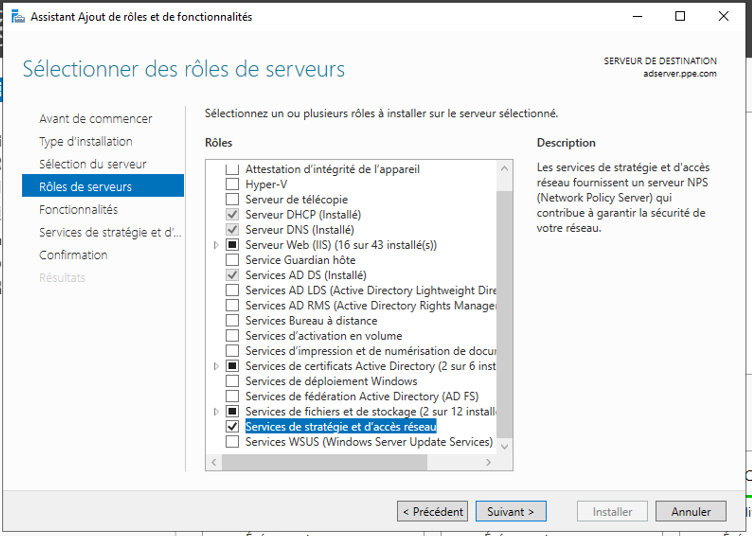 Assistant Ajout de rôles et de fonctionnalités
Sélectionner des rôles de serveurs
SERVEUR DE DESTINATION
adserver.ppe.com
Avant de commencer
Type d'installation
Sélection du serveur
Rôles de serveurs
Fonctionnalités
Services de stratégie et d'...
Confirmation
Résultats
Sélectionnez un ou plusieurs rôles à installer sur le serveur sélectionné.
Rôles
Attestation d'intégrité de l'appareil
Hyper-V
Serveur de télécopie
Serveur DHCP (Installé)
Serveur DNS (Installé)
Serveur Web (IIS) (16 sur 43 installé(s))
Service Guardian hôte
Services AD DS (Installé)
Services AD LDS (Active Directory Lightweight Dire
Services AD RMS (Active Directory Rights Manager
Services Bureau à distance
Services d'activation en volume
Services d'impression et de numérisation de docur
Services de certificats Active Directory (2 sur 6 inst
Services de déploiement Windows
Services de fédération Active Directory (AD FS)
Services de fichiers et de stockage (2 sur 12 install
Services de stratégie et d'accès réseau
Services WSUS (Windows Server Update Services)
Description
Les services de stratégie et d'accès
réseau fournissent un serveur NPS
(Network Policy Server) qui
contribue à garantir la sécurité de
votre réseau.
< Précédent
Suivant >
Installer
Annuler